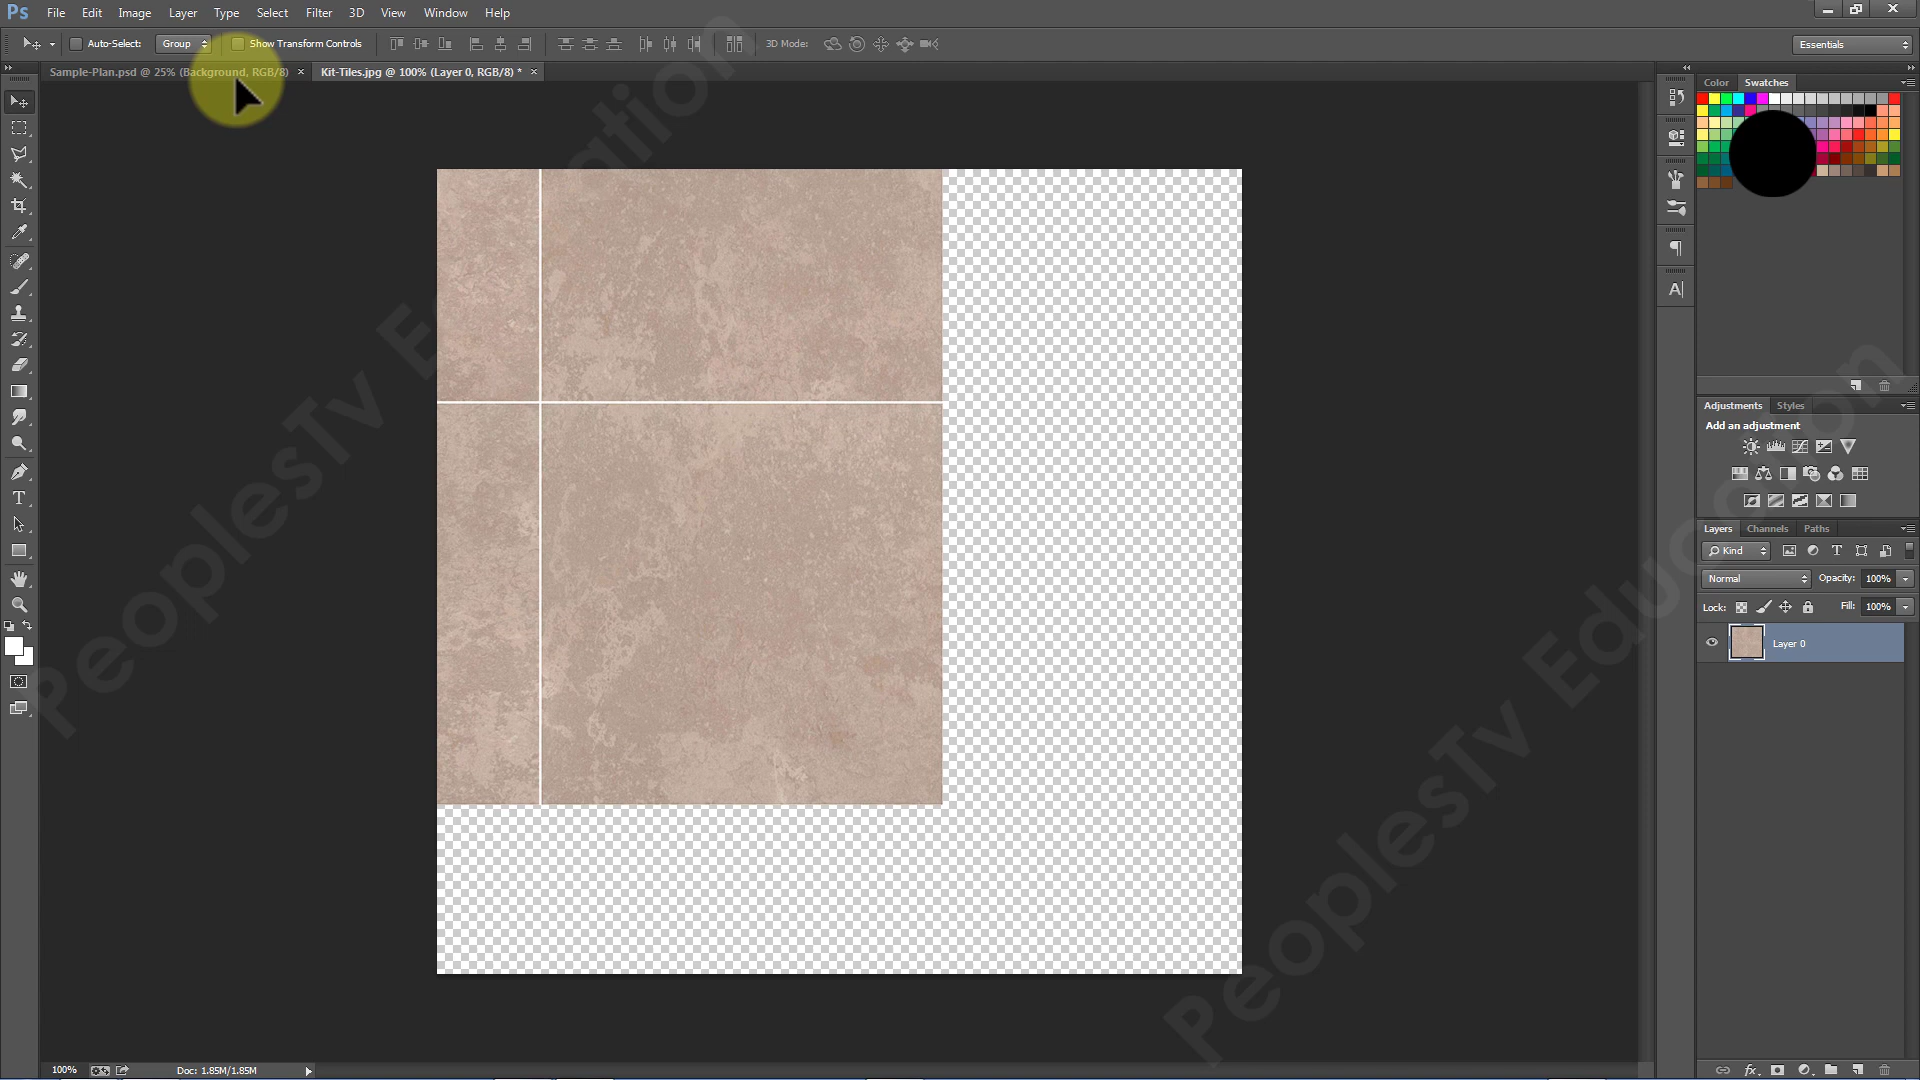 Ps File Edit Image Layer Type Select Filter 3D View Window Help
Auto-Select: Group Show Transform Controls 3D Mode: Essentials
Sample-Plan.psd @ 25% (Background, RGB/8) × Kit-Tiles.jpg @ 100% (Layer 0, RGB/8) * ×
Color Swatches
Adjustments Styles
Add an adjustment
Layers Channels Paths
Kind
Normal Opacity: 100%
Lock: Fill: 100%
Layer 0
100% Doc: 1.85M/1.85M
PeoplesTv Education
PeoplesTv Education